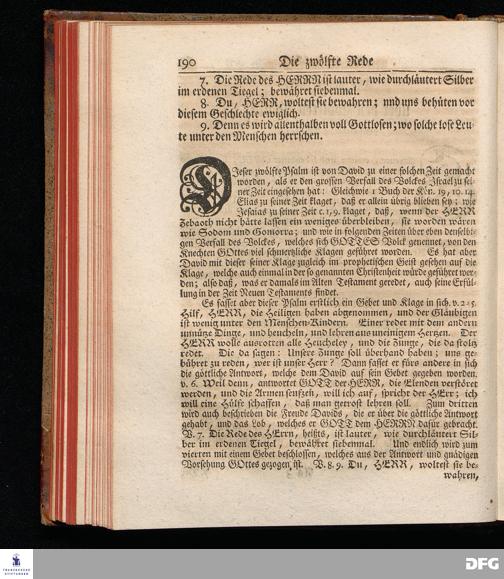 190 Die zwölfte Rede
7. Die Rede des HERRN ist lauter, wie durchläutert Silber
im erdenen Tiegel; bewähret siebenmal.
8. Du, HERR, woltest sie bewahren; und uns behüten vor
diesem Geschlechte ewiglich.
9. Denn es wird allenthalben voll Gottlosen; wo solche lose Leu-
te unter den Menschen herrschen.
DIeser zwölfte Psalm ist von David zu einer solchen Zeit gemacht
worden, als er den grossen Verfall des Volckes Israel zu sei-
ner Zeit eingesehen hat: Gleichwie 1 Buch der Kön. 19, 10. 14.
Elias zu seiner Zeit klaget, daß er allein übrig blieben sey; wie
Jesaias zu seiner Zeit c. 1, 9. klaget, daß, wenn der HERR
Zebaoth nicht hätte lassen ein weniges überbleiben, sie worden wären
wie Sodom und Gomorra; und wie in folgenden Zeiten über eben denselbi-
gen Verfall des Volckes, welches sich GOTTES Volck genennet, von den
Knechten GOttes viel schmertzliche Klagen geführet worden. Es hat aber
David mit dieser seiner Klage zugleich im prophetischen Geist gesehen auf die
Klage, welche auch einmal in der so genannten Christenheit würde geführet wer-
den; also daß, was er damals im Alten Testament geredet, auch seine Erfül-
lung in der Zeit Neuen Testaments findet.
Es fasset aber dieser Psalm erstlich ein Gebet und Klage in sich. v. 2-5.
Hilf, HERR, die Heiligen haben abgenommen, und der Gläubigen
ist wenig unter den Menschen-Kindern. Einer redet mit dem andern
unnütze Dinge, und heucheln, und lehren aus uneinigem Hertzen. Der
HERR wolle ausrotten alle Heucheley, und die Zunge, die da stoltz
redet. Die da sagen: Unsere Zunge soll überhand haben; uns ge-
bühret zu reden, wer ist unser Herr? Dann fasset er fürs andere in sich
die göttliche Antwort, welche dem David auf sein Gebet gegeben worden.
v. 6. Weil denn, antwortet GOTT der HERR, die Elenden verstöret
werden, und die Armen seufzen, will ich auf, spricht der HErr; ich
will eine Hülfe schaffen, daß man getrost lehren soll. Zum dritten
wird auch beschrieben die Freude Davids, die er über die göttliche Antwort
gehabt, und das Lob, welches er GOTT dem HERRN dafür gebracht.
V. 7. Die Rede des HErrn, heißts, ist lauter, wie durchläutert Sil-
ber im erdenen Tiegel, bewähret siebenmal. Und endlich wird zum
vierten mit einem Gebet beschlossen, welches aus der Antwort und gnädigen
Vorsehung GOttes gezogen ist. V. 8. 9. Du, HERR, woltest sie be-
wahren,
FRANCKESCHE
STIFTUNGEN
DFG